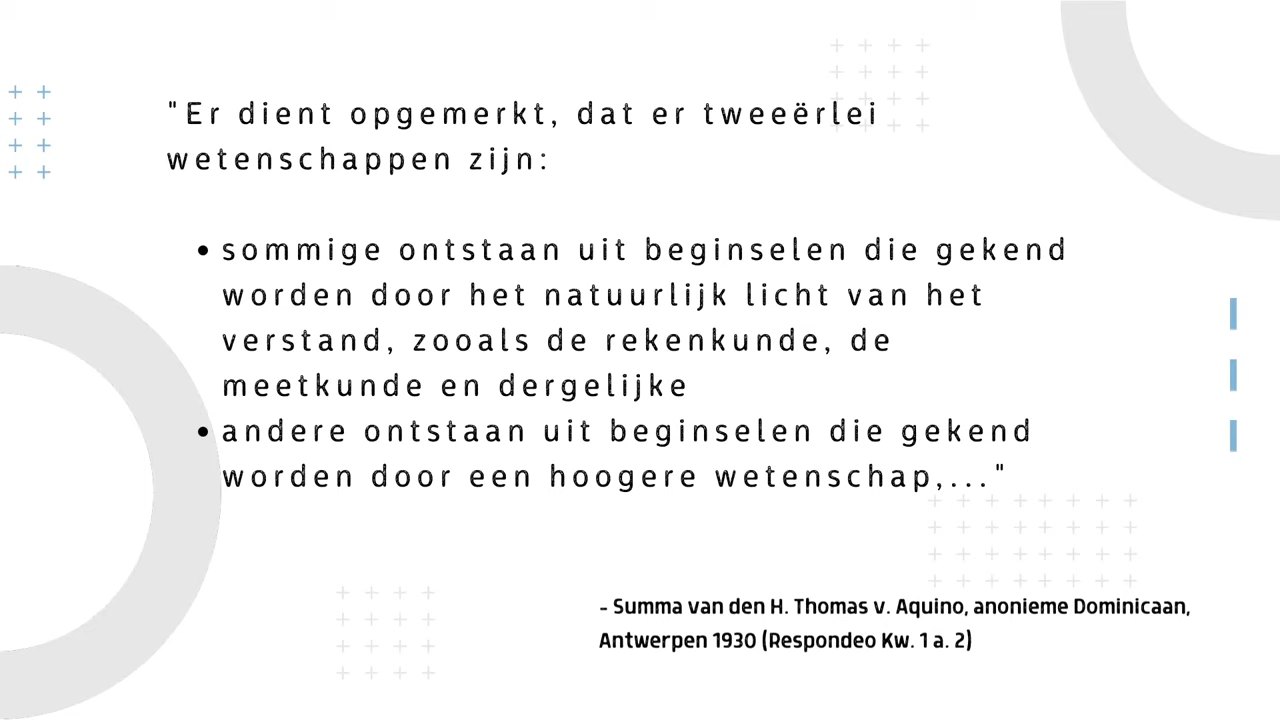 "Er dient opgemerkt, dat er tweeërlei
wetenschappen zijn:
• sommige ontstaan uit beginselen die gekend
worden door het natuurlijk licht van het
verstand, zooals de rekenkunde, de
meetkunde en dergelijke
• andere ontstaan uit beginselen die gekend
worden door een hoogere wetenschap,..."
- Summa van den H. Thomas v. Aquino, anonieme Dominicaan,
Antwerpen 1930 (Respondeo Kw. 1 a. 2)